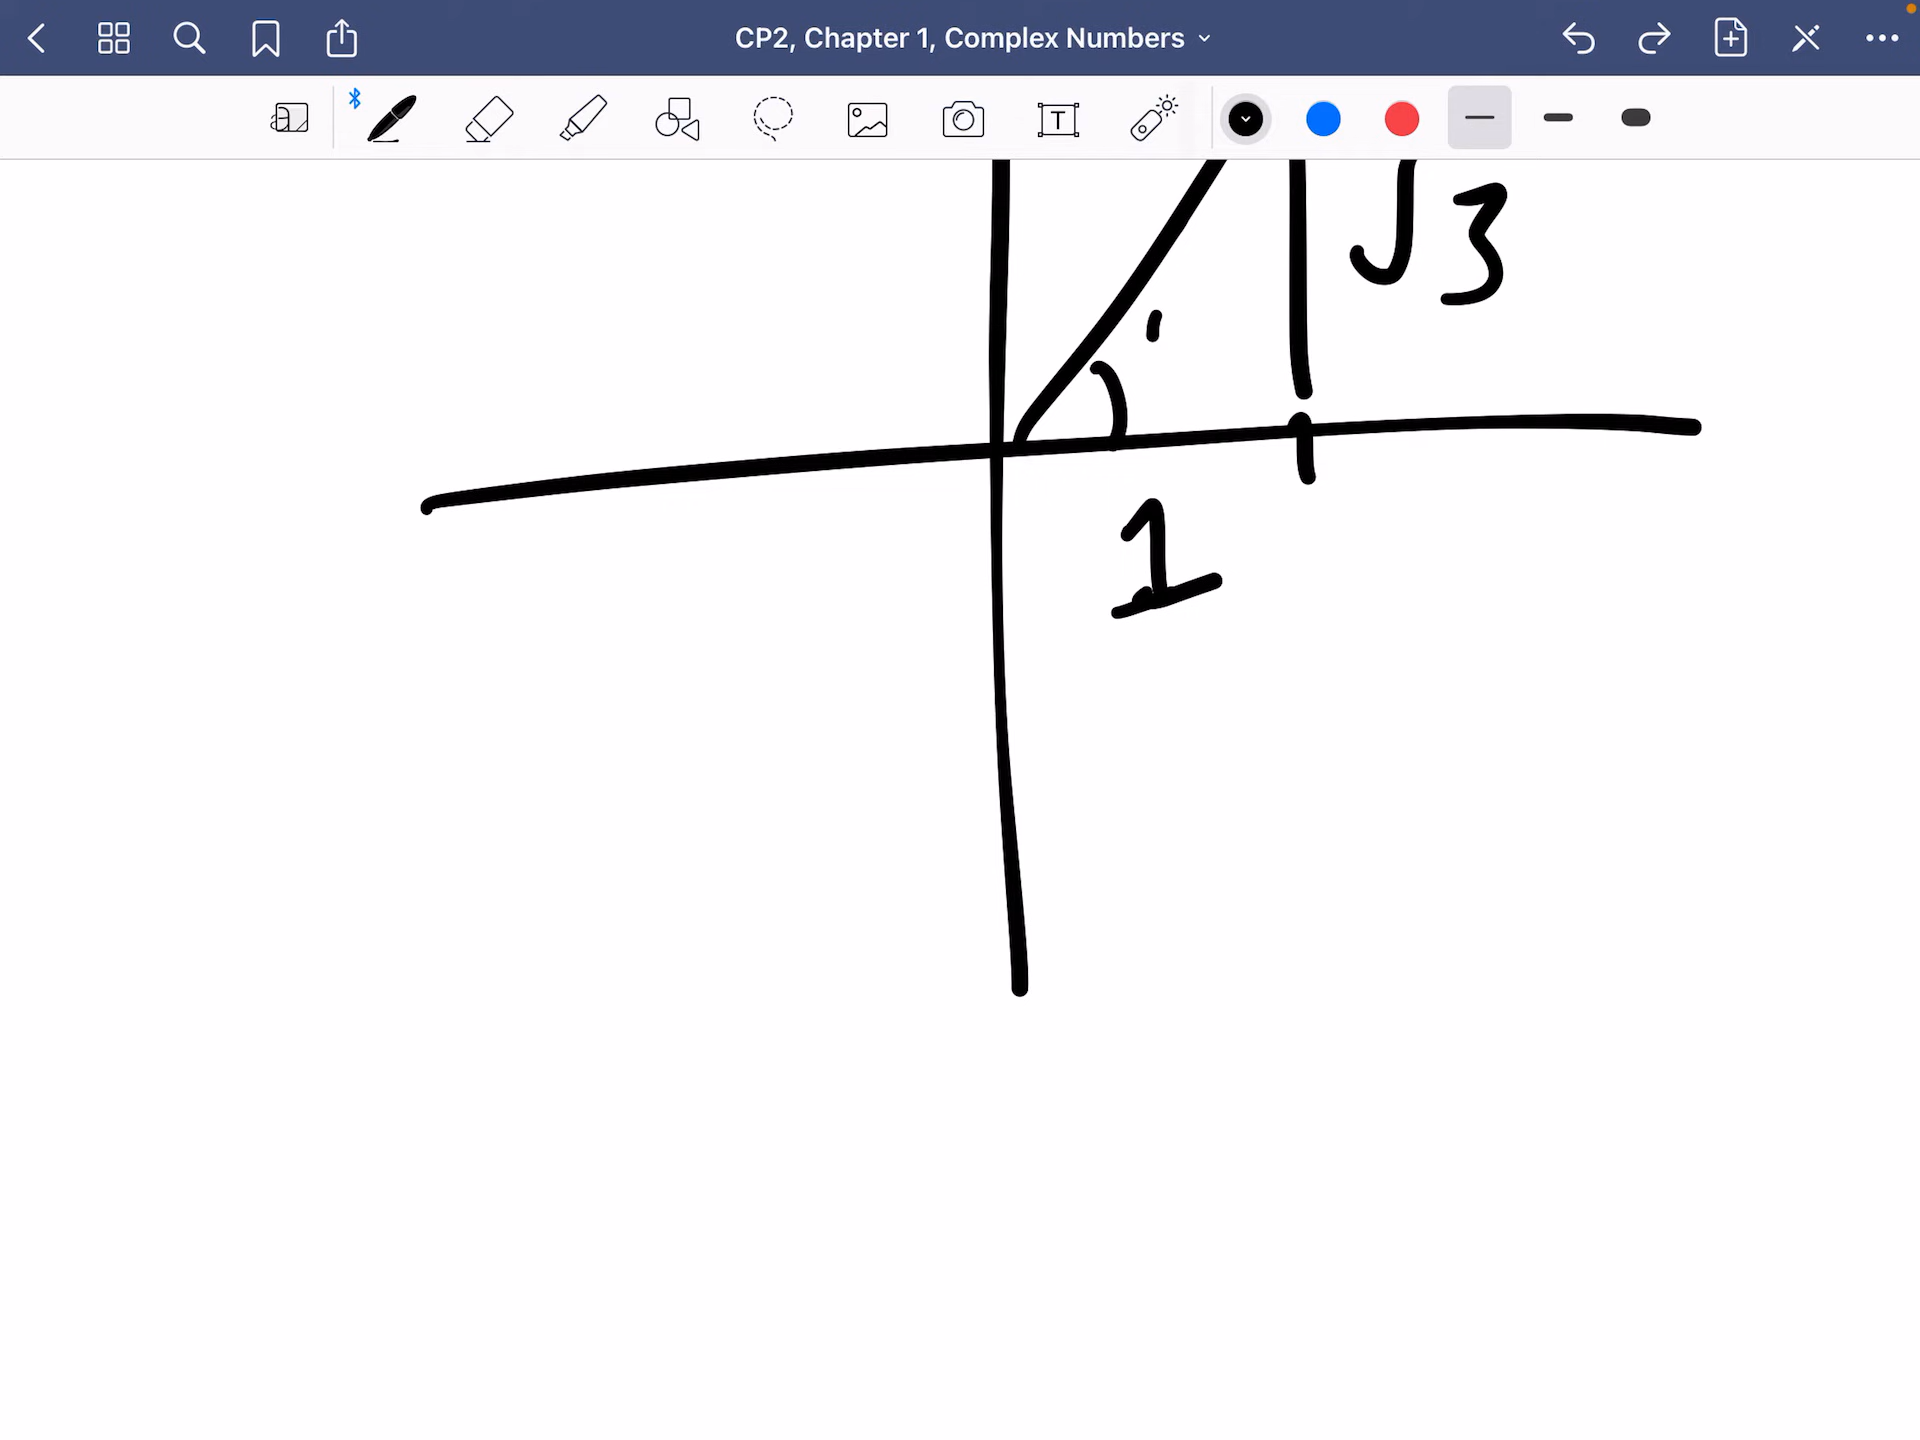 CP2, Chapter 1, Complex Numbers
a
T
√3
1